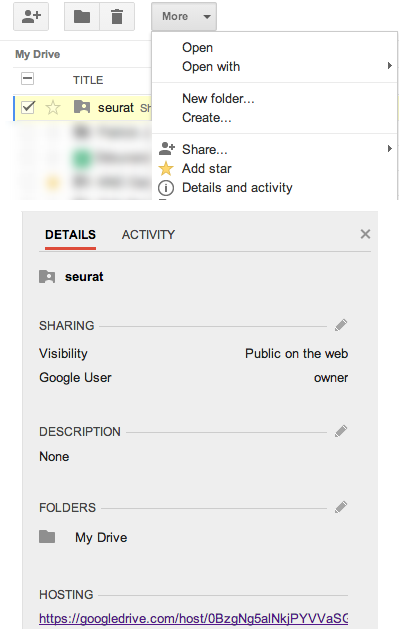 More
My Drive
Open
Open with
TITLE
New folder...
seurat
Create...
Share...
Add star
Details and activity
DETAILS ACTIVITY
seurat
SHARING
Visibility Public on the web
Google User owner
DESCRIPTION
None
FOLDERS
My Drive
HOSTING
https://googledrive.com/host/0BzgNg5alNkjPYVVaSG